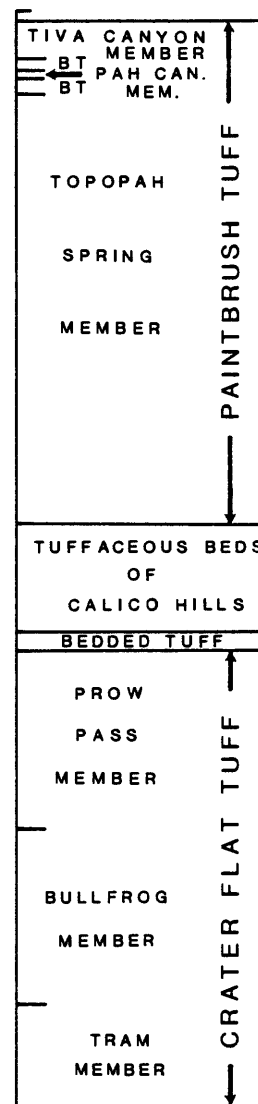 TIVA CANYON
MEMBER
BT
PAH CAN.
BT
MEM.
TOPOPAH
SPRING
MEMBER
PAINTBRUSH TUFF
TUFFACEOUS BEDS
OF
CALICO HILLS
BEDDED TUFF
PROW
PASS
MEMBER
BULLFROG
MEMBER
TRAM
MEMBER
CRATER FLAT TUFF